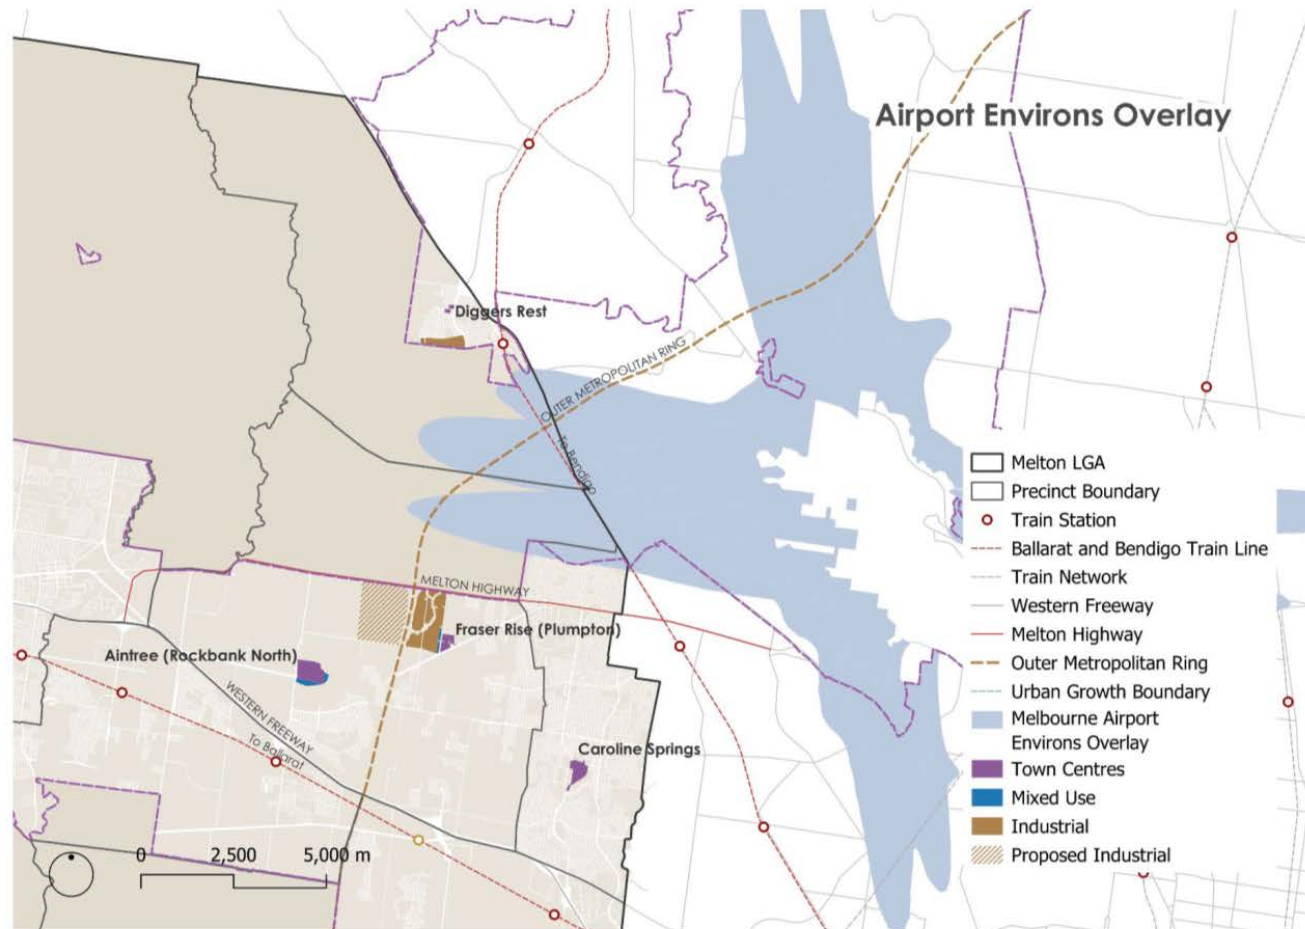 Airport Environs Overlay
Diggers Rest
OUTER METROPOLITAN RING
To Bendigo
MELTON HIGHWAY
Fraser Rise (Plumpton)
Aintree (Rockbank North)
WESTERN FREEWAY
To Ballarat
Caroline Springs
0 2,500 5,000 m
Melton LGA
Precinct Boundary
Train Station
Ballarat and Bendigo Train Line
Train Network
Western Freeway
Melton Highway
Outer Metropolitan Ring
Urban Growth Boundary
Melbourne Airport
Environs Overlay
Town Centres
Mixed Use
Industrial
Proposed Industrial